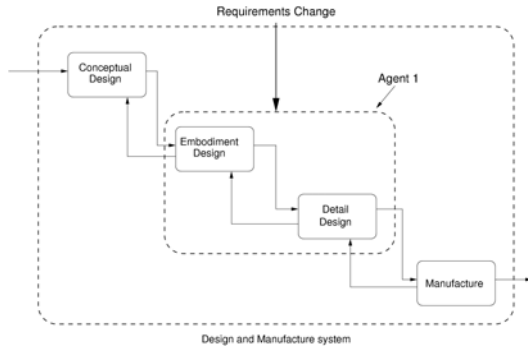 Requirements Change
Conceptual
Design
Agent 1
Embodiment
Design
Detail
Design
Manufacture
Design and Manufacture system